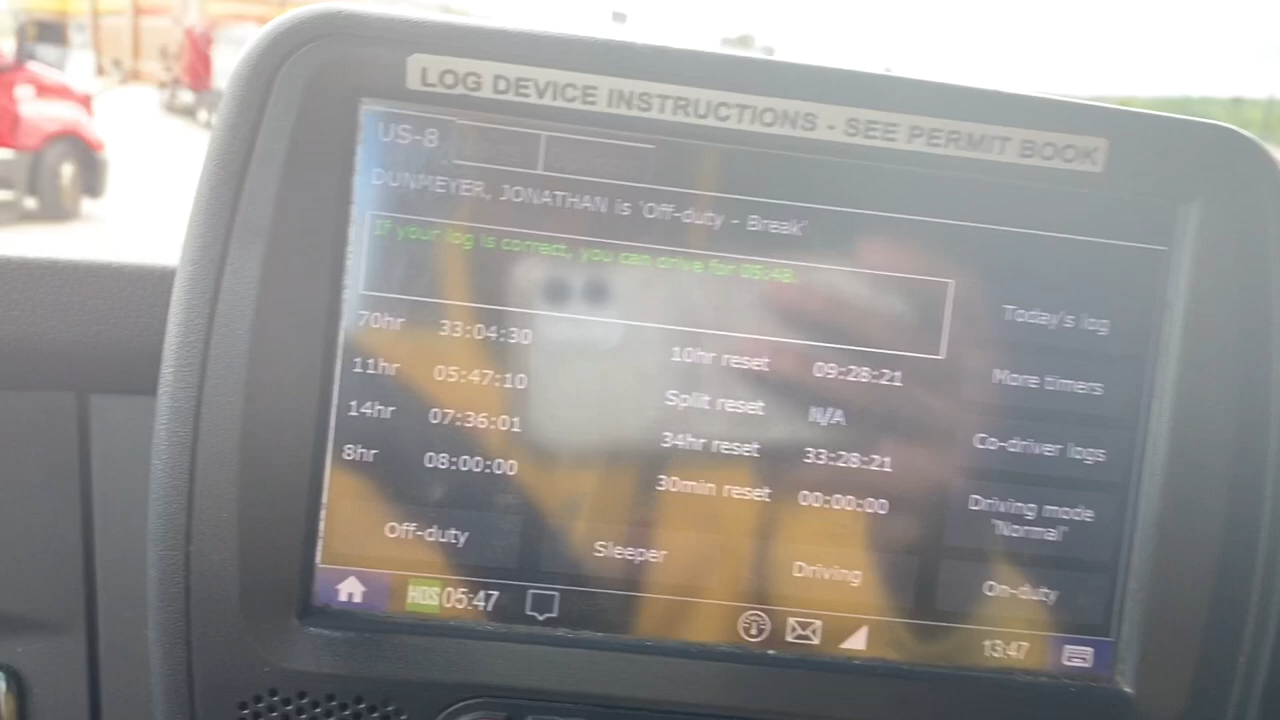 LOG DEVICE INSTRUCTIONS - SEE PERMIT BOOK
US-8
DUNMEYER, JONATHAN is 'Off-duty - Break'
If your log is correct, you can drive for 05:48.
70hr 33:04:30
11hr 05:47:10
14hr 07:36:01
8hr 08:00:00
10hr reset 09:28:21
Split reset N/A
34hr reset 33:28:21
30min reset 00:00:00
Today's log
More timers
Co-driver logs
Driving mode
'Normal'
Off-duty
Sleeper
Driving
On-duty
HOS 05:47
13:47